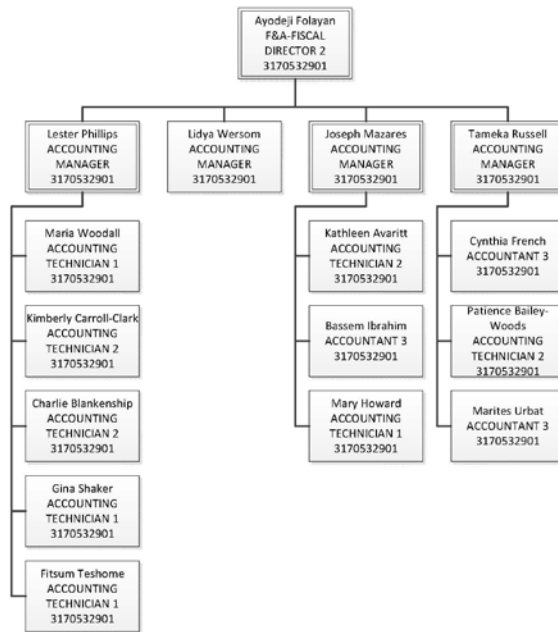 Ayodeji Folayan
F&A-FISCAL
DIRECTOR 2
3170532901
Lester Phillips
ACCOUNTING
MANAGER
3170532901
Lidya Wersom
ACCOUNTING
MANAGER
3170532901
Joseph Mazares
ACCOUNTING
MANAGER
3170532901
Tameka Russell
ACCOUNTING
MANAGER
3170532901
Maria Woodall
ACCOUNTING
TECHNICIAN 1
3170532901
Kimberly Carroll-Clark
ACCOUNTING
TECHNICIAN 2
3170532901
Charlie Blankenship
ACCOUNTING
TECHNICIAN 2
3170532901
Gina Shaker
ACCOUNTING
TECHNICIAN 1
3170532901
Fitsum Teshome
ACCOUNTING
TECHNICIAN 1
3170532901
Kathleen Avaritt
ACCOUNTING
TECHNICIAN 2
3170532901
Bassem Ibrahim
ACCOUNTANT 3
3170532901
Mary Howard
ACCOUNTING
TECHNICIAN 1
3170532901
Cynthia French
ACCOUNTANT 3
3170532901
Patience Bailey-
Woods
ACCOUNTING
TECHNICIAN 2
3170532901
Marites Urbat
ACCOUNTANT 3
3170532901